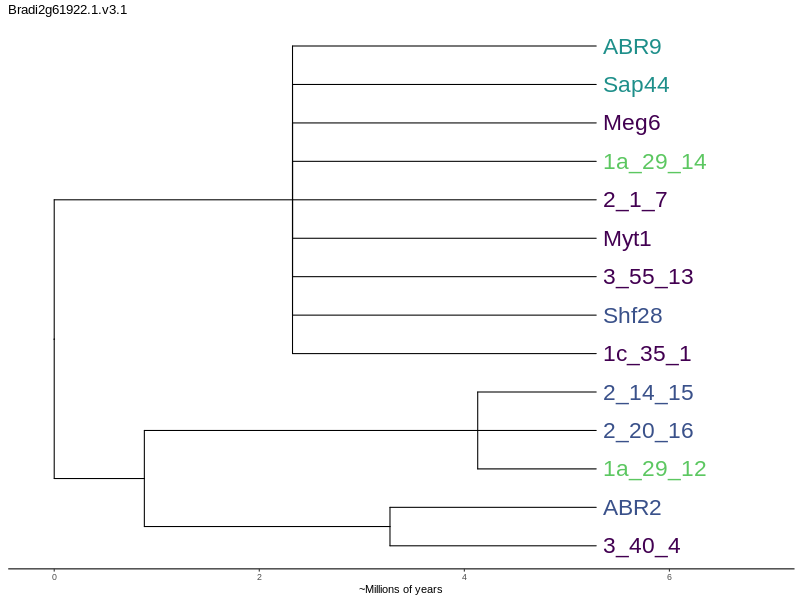 Bradi2g61922.1.v3.1
ABR9
Sap44
Meg6
1a_29_14
2_1_7
Myt1
3_55_13
Shf28
1c_35_1
2_14_15
2_20_16
1a_29_12
ABR2
3_40_4
0 2 4 6
~Millions of years